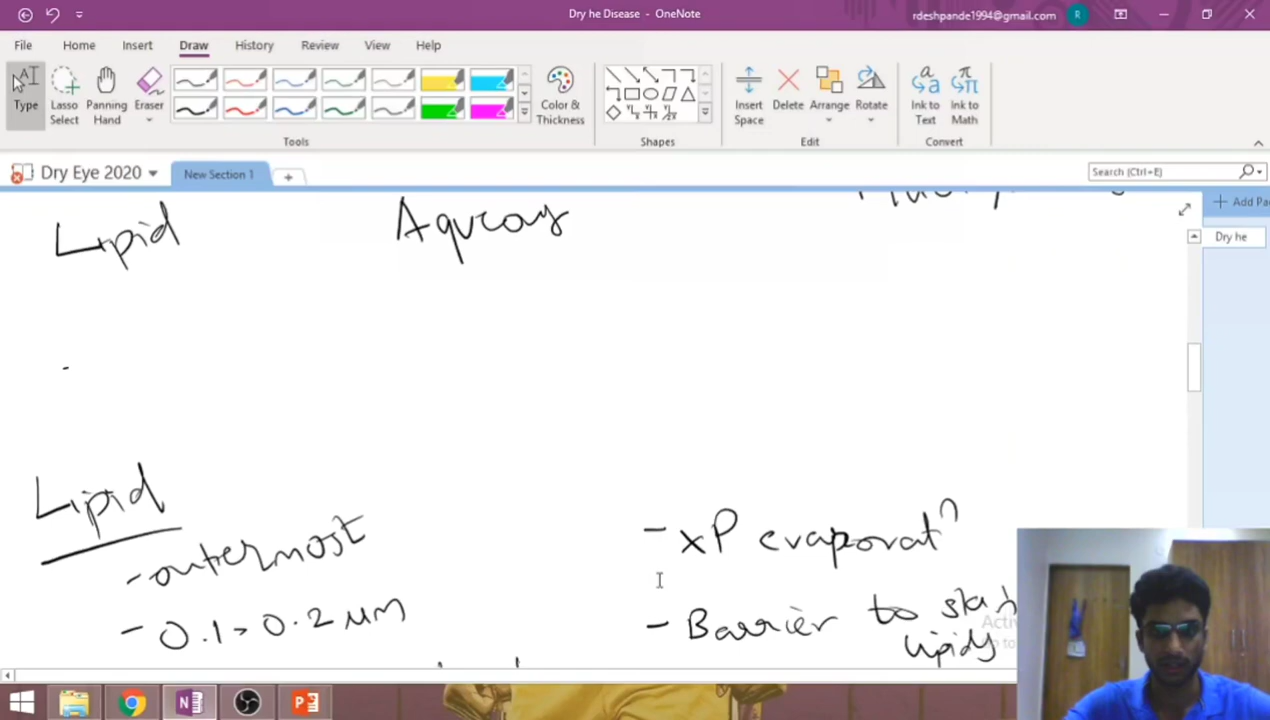 Dry he Disease - OneNote
rdeshpande1994@gmail.com
R
File Home Insert Draw History Review View Help
Type
Lasso Select
Panning Hand
Eraser
Color & Thickness
Insert Space
Delete
Arrange
Rotate
Ink to Text
Ink to Math
Tools
Shapes
Edit
Convert
Dry Eye 2020
New Section 1
Search (Ctrl+E)
Add Pa
Dry he
Lipid
Aqueous
Lipid
- outermost
- 0.1 > 0.2 μm
- xP evaporatn
- Barrier to skin
lipids